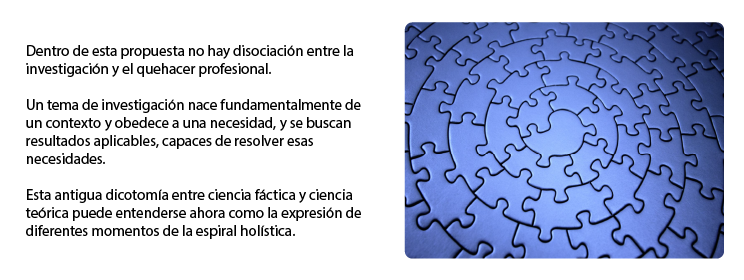 Dentro de esta propuesta no hay disociación entre la
investigación y el quehacer profesional.
Un tema de investigación nace fundamentalmente de
un contexto y obedece a una necesidad, y se buscan
resultados aplicables, capaces de resolver esas
necesidades.
Esta antigua dicotomía entre ciencia fáctica y ciencia
teórica puede entenderse ahora como la expresión de
diferentes momentos de la espiral holística.